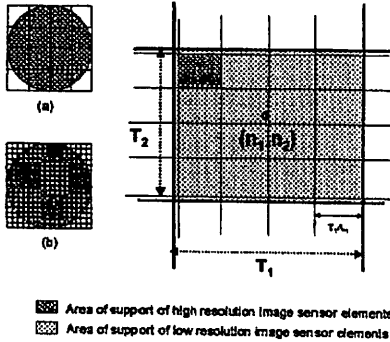 (a)
(b)
T2
(n1, n2)
T1
Area of support of high resolution image sensor elements
Area of support of low resolution image sensor elements